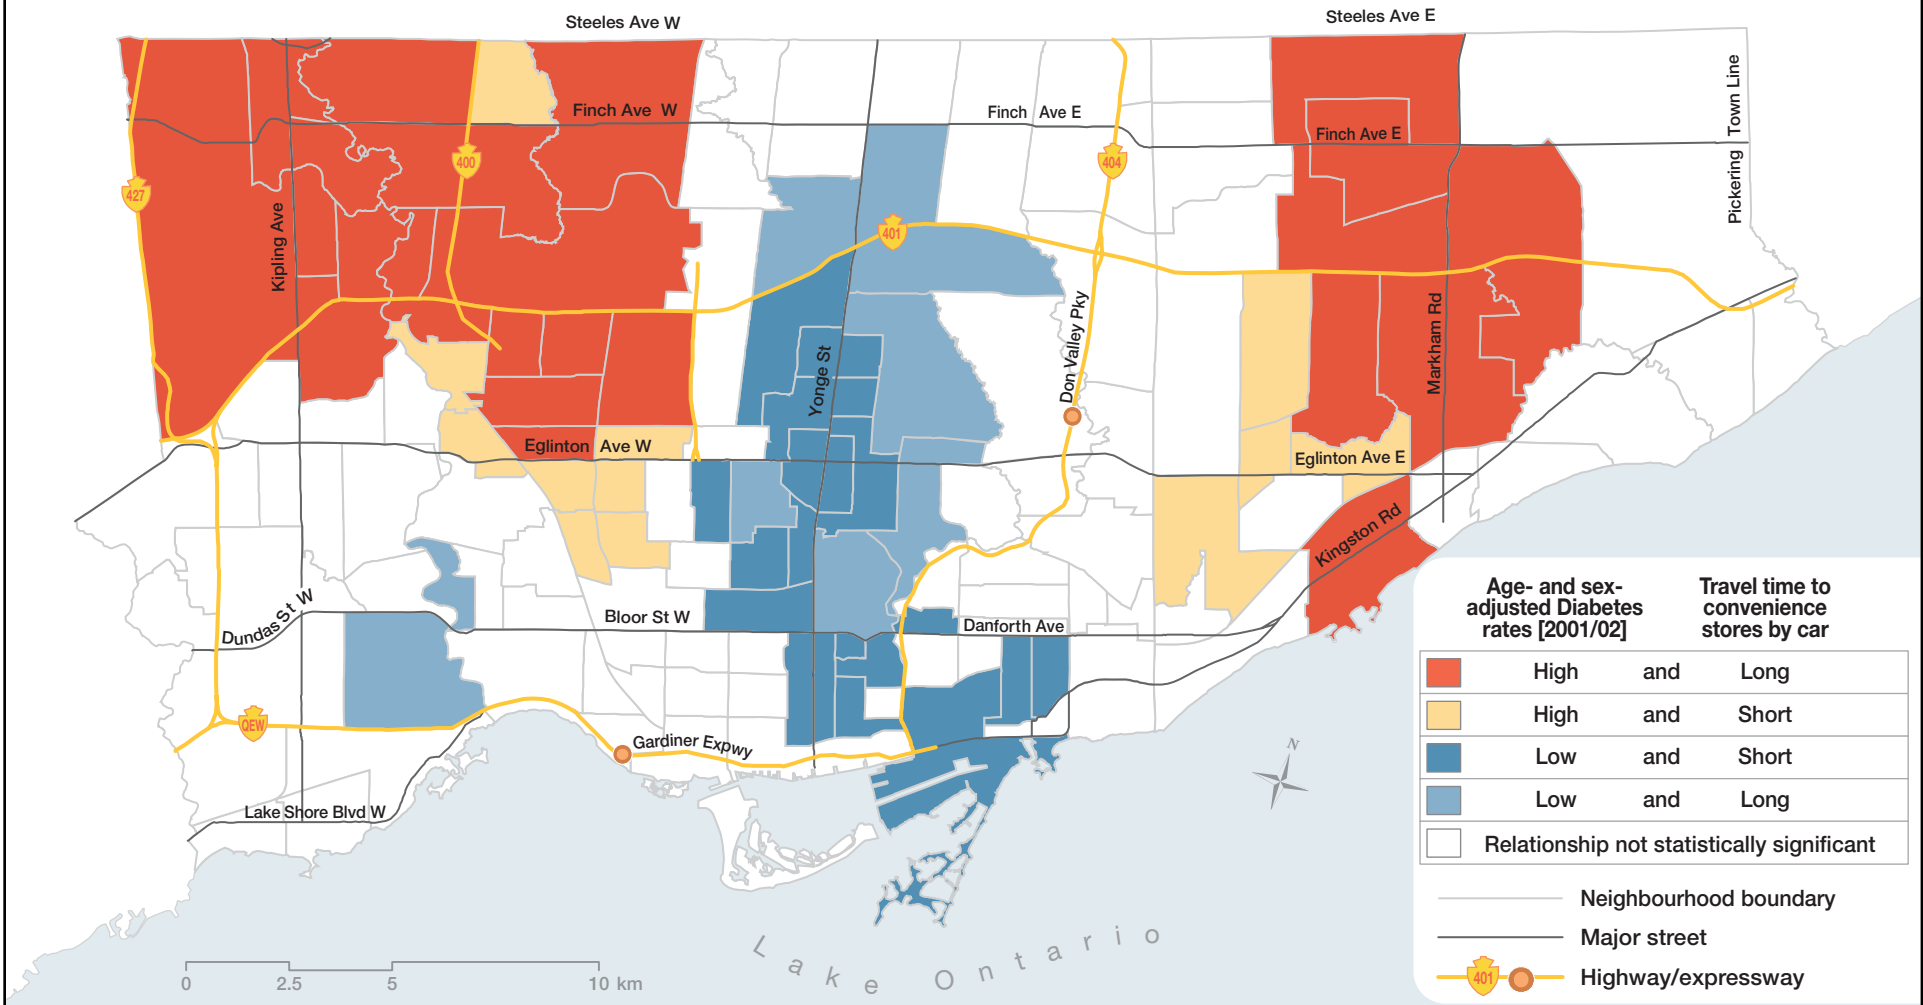 Steeles Ave W
Steeles Ave E
Finch Ave W
Finch Ave E
Finch Ave E
Pickering Town Line
427
400
404
401
Kipling Ave
Yonge St
Don Valley Pky
Markham Rd
Eglinton Ave W
Eglinton Ave E
Kingston Rd
Dundas St W
Bloor St W
Danforth Ave
QEW
Gardiner Expwy
Lake Shore Blvd W
N
Lake Ontario
0 2.5 5 10 km
Age- and sex-
adjusted Diabetes
rates [2001/02]
Travel time to
convenience
stores by car
High and Long
High and Short
Low and Short
Low and Long
Relationship not statistically significant
Neighbourhood boundary
Major street
401 Highway/expressway